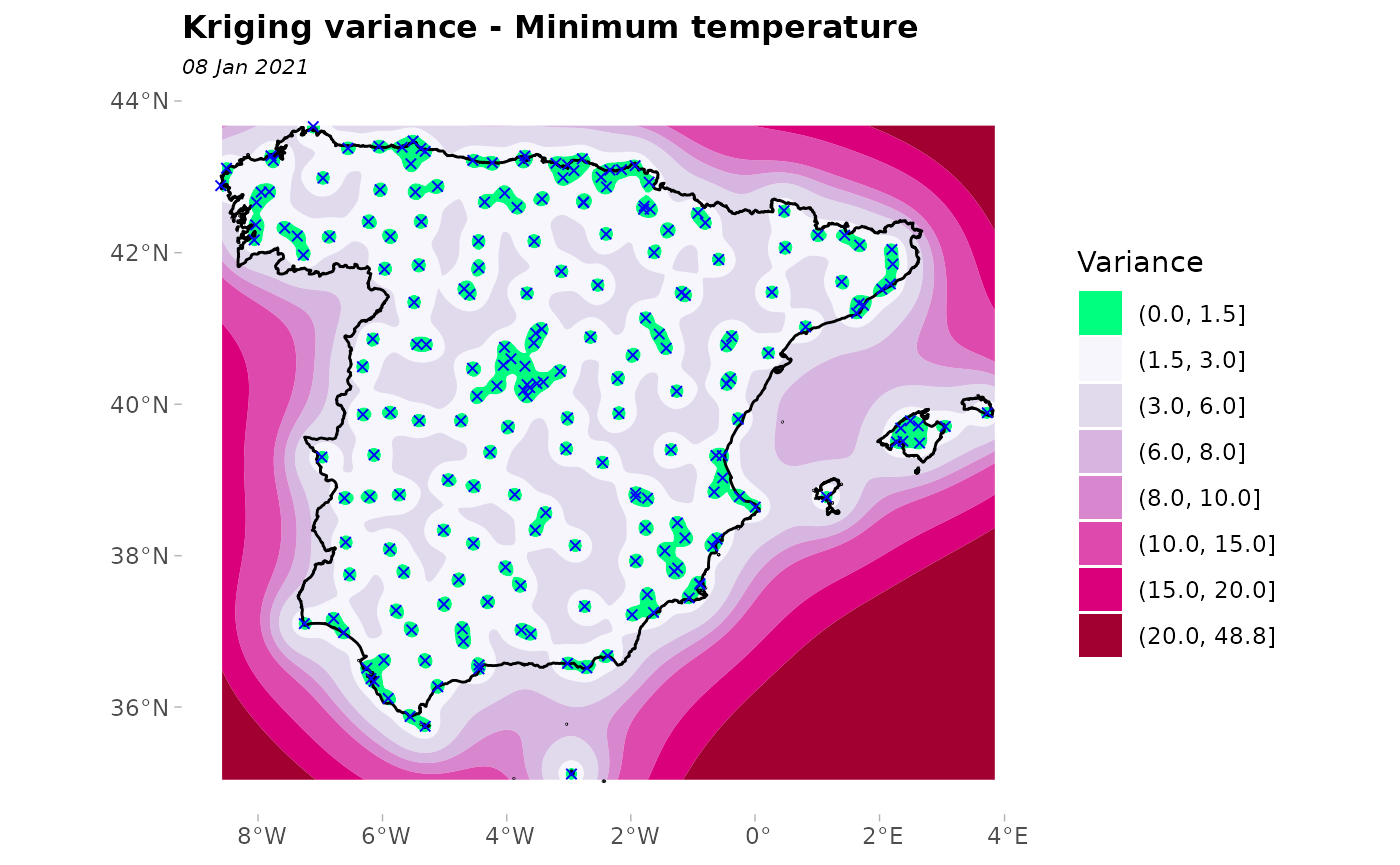 Kriging variance - Minimum temperature
08 Jan 2021
44°N
42°N
40°N
38°N
36°N
8°W
6°W
4°W
2°W
0°
2°E
4°E
Variance
(0.0, 1.5]
(1.5, 3.0]
(3.0, 6.0]
(6.0, 8.0]
(8.0, 10.0]
(10.0, 15.0]
(15.0, 20.0]
(20.0, 48.8]